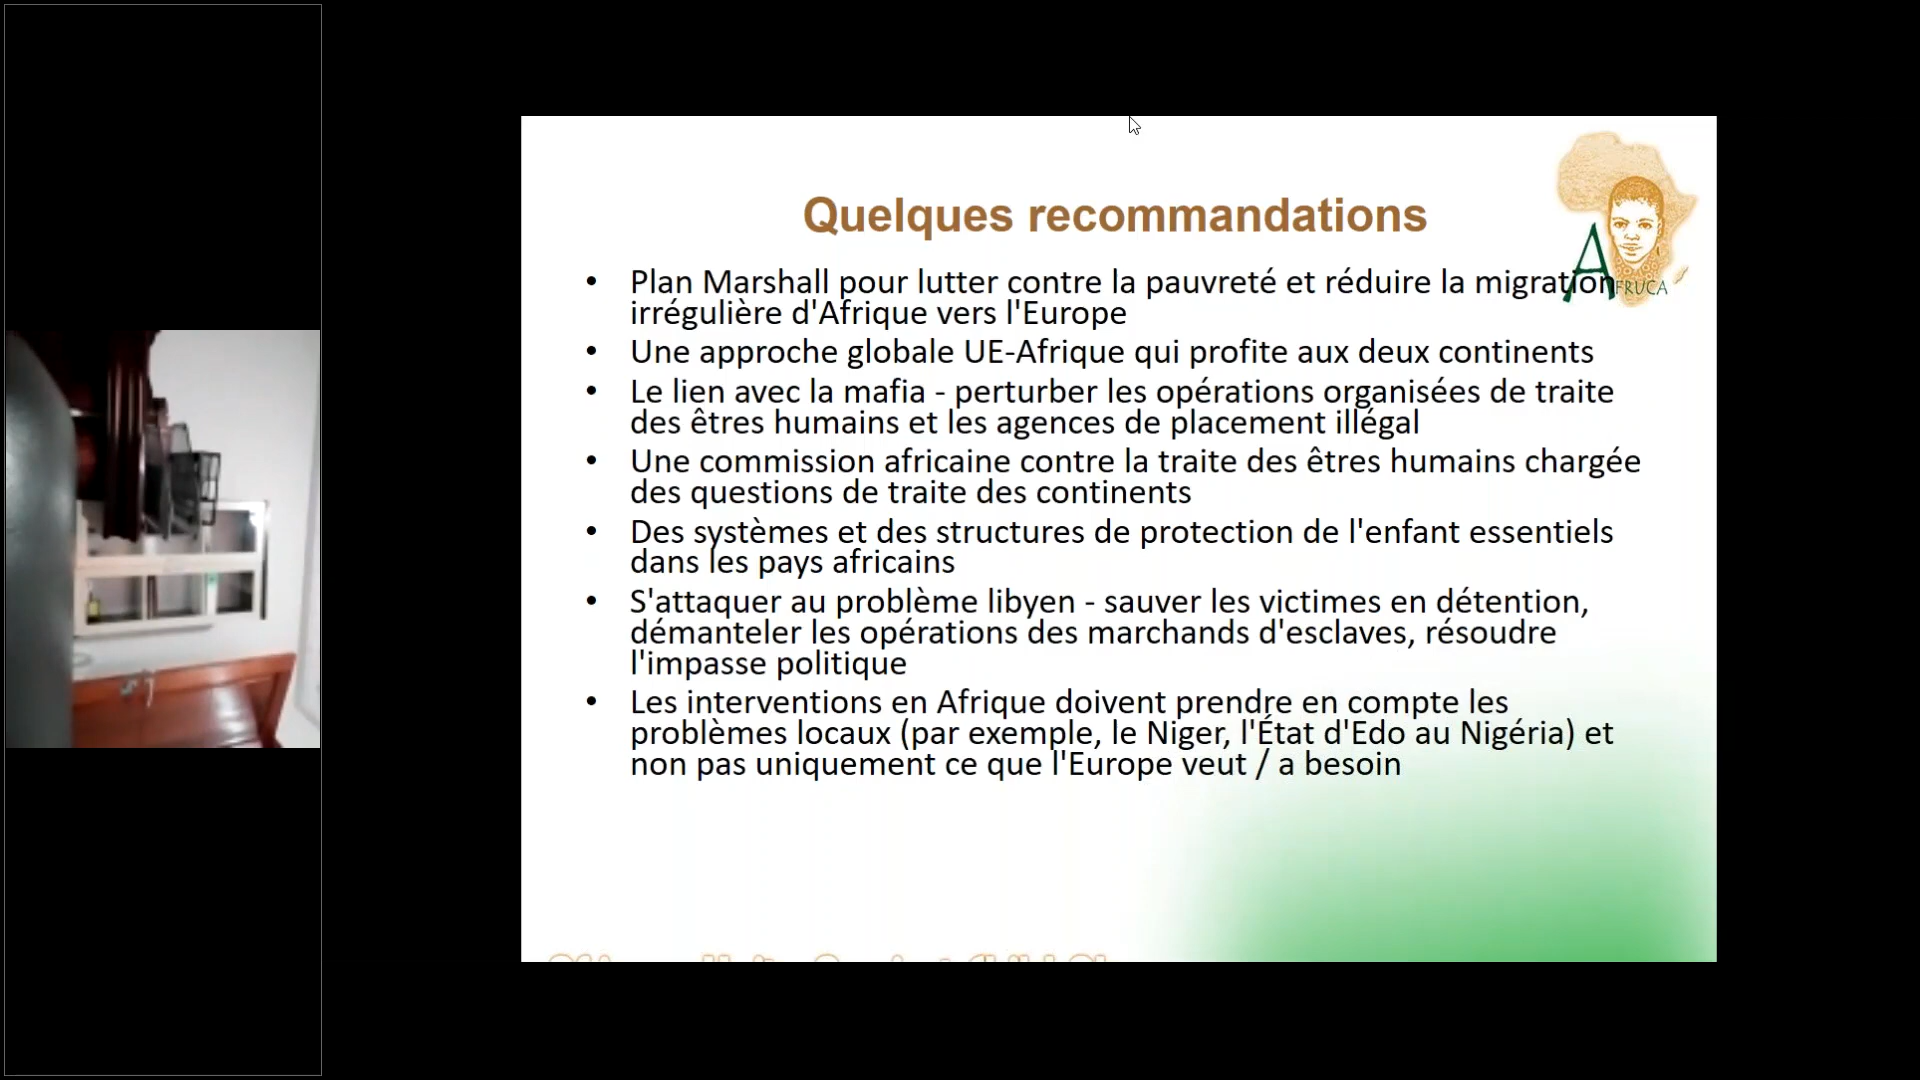 Quelques recommandations
AFRUCA
• Plan Marshall pour lutter contre la pauvreté et réduire la migration
irrégulière d'Afrique vers l'Europe
• Une approche globale UE-Afrique qui profite aux deux continents
• Le lien avec la mafia - perturber les opérations organisées de traite
des êtres humains et les agences de placement illégal
• Une commission africaine contre la traite des êtres humains chargée
des questions de traite des continents
• Des systèmes et des structures de protection de l'enfant essentiels
dans les pays africains
• S'attaquer au problème libyen - sauver les victimes en détention,
démanteler les opérations des marchands d'esclaves, résoudre
l'impasse politique
• Les interventions en Afrique doivent prendre en compte les
problèmes locaux (par exemple, le Niger, l'État d'Edo au Nigéria) et
non pas uniquement ce que l'Europe veut / a besoin